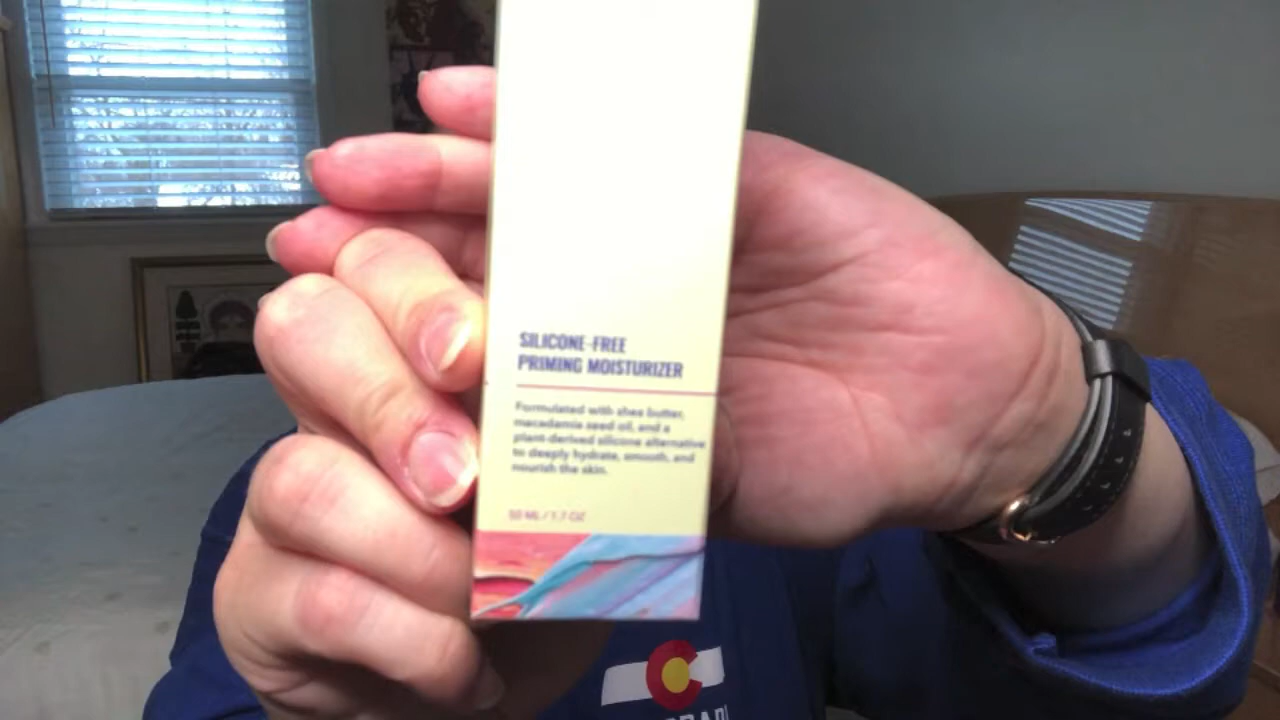 SILICONE-FREE
PRIMING MOISTURIZER
Formulated with shea butter,
macadamia seed oil, and a
plant-derived silicone alternative
to deeply hydrate, smooth, and
nourish the skin.
50 ML / 1.7 OZ